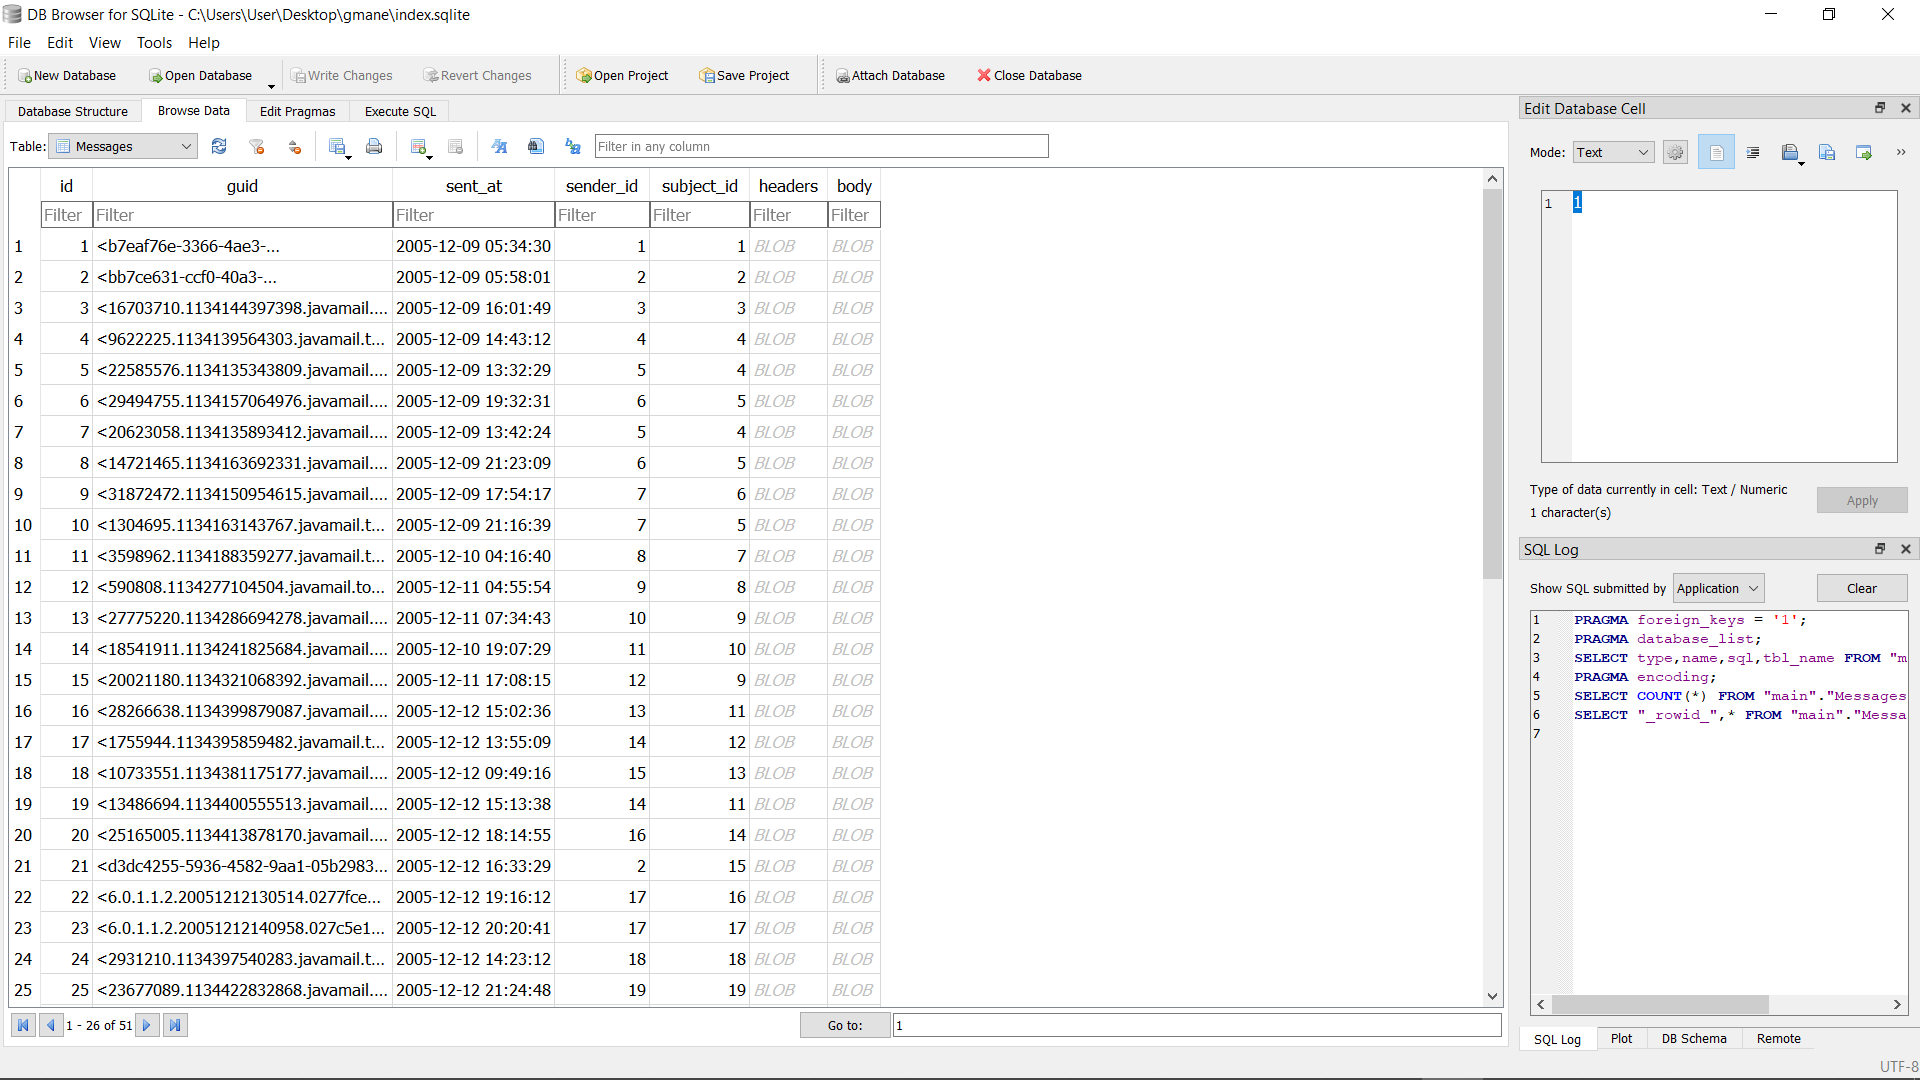 DB Browser for SQLite - C:\Users\User\Desktop\gmane\index.sqlite
File Edit View Tools Help
New Database Open Database Write Changes Revert Changes Open Project Save Project Attach Database Close Database
Database Structure Browse Data Edit Pragmas Execute SQL
Table: Messages Filter in any column
id guid sent_at sender_id subject_id headers body
Filter Filter Filter Filter Filter Filter Filter
1 1 <b7eaf76e-3366-4ae3-... 2005-12-09 05:34:30 1 1 BLOB BLOB
2 2 <bb7ce631-ccf0-40a3-... 2005-12-09 05:58:01 2 2 BLOB BLOB
3 3 <16703710.1134144397398.javamail.... 2005-12-09 16:01:49 3 3 BLOB BLOB
4 4 <9622225.1134139564303.javamail.t... 2005-12-09 14:43:12 4 4 BLOB BLOB
5 5 <22585576.1134135343809.javamail.... 2005-12-09 13:32:29 5 4 BLOB BLOB
6 6 <29494755.1134157064976.javamail.... 2005-12-09 19:32:31 6 5 BLOB BLOB
7 7 <20623058.1134135893412.javamail.... 2005-12-09 13:42:24 5 4 BLOB BLOB
8 8 <14721465.1134163692331.javamail.... 2005-12-09 21:23:09 6 5 BLOB BLOB
9 9 <31872472.1134150954615.javamail.... 2005-12-09 17:54:17 7 6 BLOB BLOB
10 10 <1304695.1134163143767.javamail.t... 2005-12-09 21:16:39 7 5 BLOB BLOB
11 11 <3598962.1134188359277.javamail.t... 2005-12-10 04:16:40 8 7 BLOB BLOB
12 12 <590808.1134277104504.javamail.to... 2005-12-11 04:55:54 9 8 BLOB BLOB
13 13 <27775220.1134286694278.javamail.... 2005-12-11 07:34:43 10 9 BLOB BLOB
14 14 <18541911.1134241825684.javamail.... 2005-12-10 19:07:29 11 10 BLOB BLOB
15 15 <20021180.1134321068392.javamail.... 2005-12-11 17:08:15 12 9 BLOB BLOB
16 16 <28266638.1134399879087.javamail.... 2005-12-12 15:02:36 13 11 BLOB BLOB
17 17 <1755944.1134395859482.javamail.t... 2005-12-12 13:55:09 14 12 BLOB BLOB
18 18 <10733551.1134381175177.javamail.... 2005-12-12 09:49:16 15 13 BLOB BLOB
19 19 <13486694.1134400555513.javamail.... 2005-12-12 15:13:38 14 11 BLOB BLOB
20 20 <25165005.1134413878170.javamail.... 2005-12-12 18:14:55 16 14 BLOB BLOB
21 21 <d3dc4255-5936-4582-9aa1-05b2983... 2005-12-12 16:33:29 2 15 BLOB BLOB
22 22 <6.0.1.1.2.20051212130514.0277fce... 2005-12-12 19:16:12 17 16 BLOB BLOB
23 23 <6.0.1.1.2.20051212140958.027c5e1... 2005-12-12 20:20:41 17 17 BLOB BLOB
24 24 <2931210.1134397540283.javamail.t... 2005-12-12 14:23:12 18 18 BLOB BLOB
25 25 <23677089.1134422832868.javamail.... 2005-12-12 21:24:48 19 19 BLOB BLOB
1 - 26 of 51 Go to: 1
Edit Database Cell
Mode: Text
1 1
Type of data currently in cell: Text / Numeric
1 character(s)
Apply
SQL Log
Show SQL submitted by Application Clear
1 PRAGMA foreign_keys = '1';
2 PRAGMA database_list;
3 SELECT type,name,sql,tbl_name FROM "m
4 PRAGMA encoding;
5 SELECT COUNT(*) FROM "main"."Messages
6 SELECT "_rowid_",* FROM "main"."Messa
7
SQL Log Plot DB Schema Remote
UTF-8